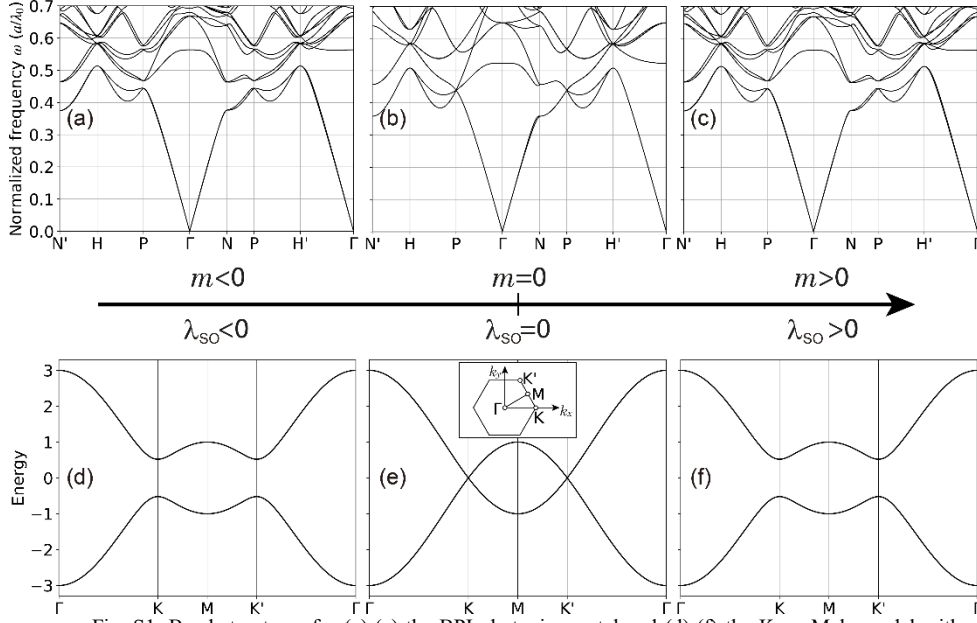 Normalized frequency ω (a/λ0)
0.7
0.6
0.5
0.4
0.3
0.2
0.1
0.0
(a)
N' H P Γ N P H' Γ
(b)
N' H P Γ N P H' Γ
(c)
N' H P Γ N P H' Γ
m<0 m=0 m>0
λSO<0 λSO=0 λSO>0
Energy
3
2
1
0
−1
−2
−3
(d)
Γ K M K' Γ
(e)
ky
K'
M
Γ
K
kx
Γ K M K' Γ
(f)
Γ K M K' Γ